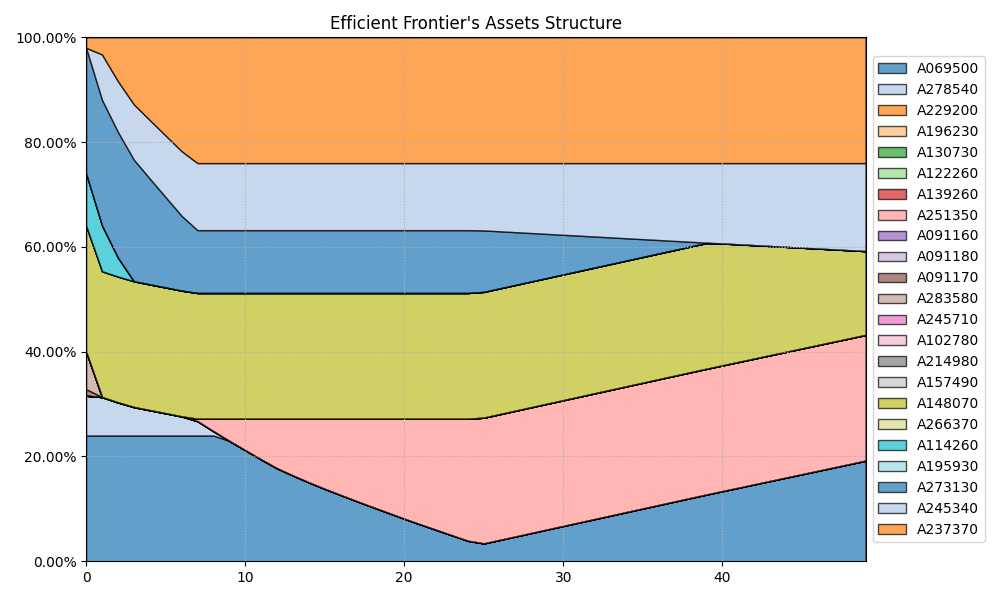 Efficient Frontier's Assets Structure
100.00%
80.00%
60.00%
40.00%
20.00%
0.00%
0
10
20
30
40
A069500
A278540
A229200
A196230
A130730
A122260
A139260
A251350
A091160
A091180
A091170
A283580
A245710
A102780
A214980
A157490
A148070
A266370
A114260
A195930
A273130
A245340
A237370